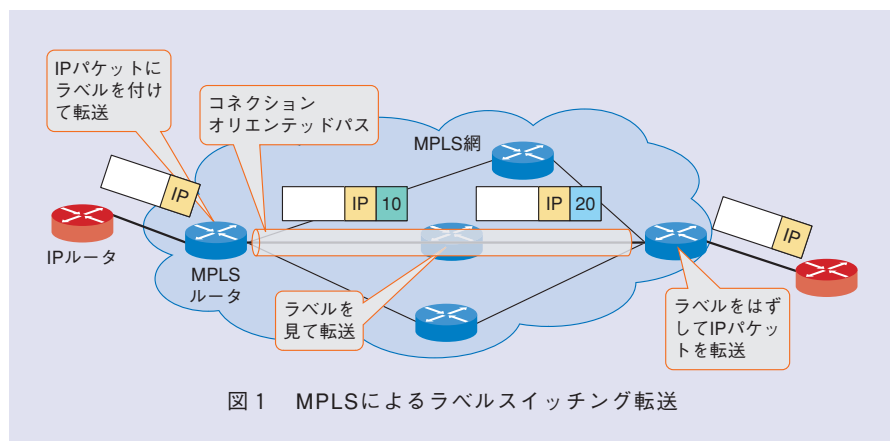 IPパケットに
ラベルを付け
て転送
コネクション
オリエンテッドパス
MPLS網
IP
IP 10
IP 20
IP
IPルータ
MPLS
ルータ
ラベルを
見て転送
ラベルをはず
してIPパケッ
トを転送
図1 MPLSによるラベルスイッチング転送